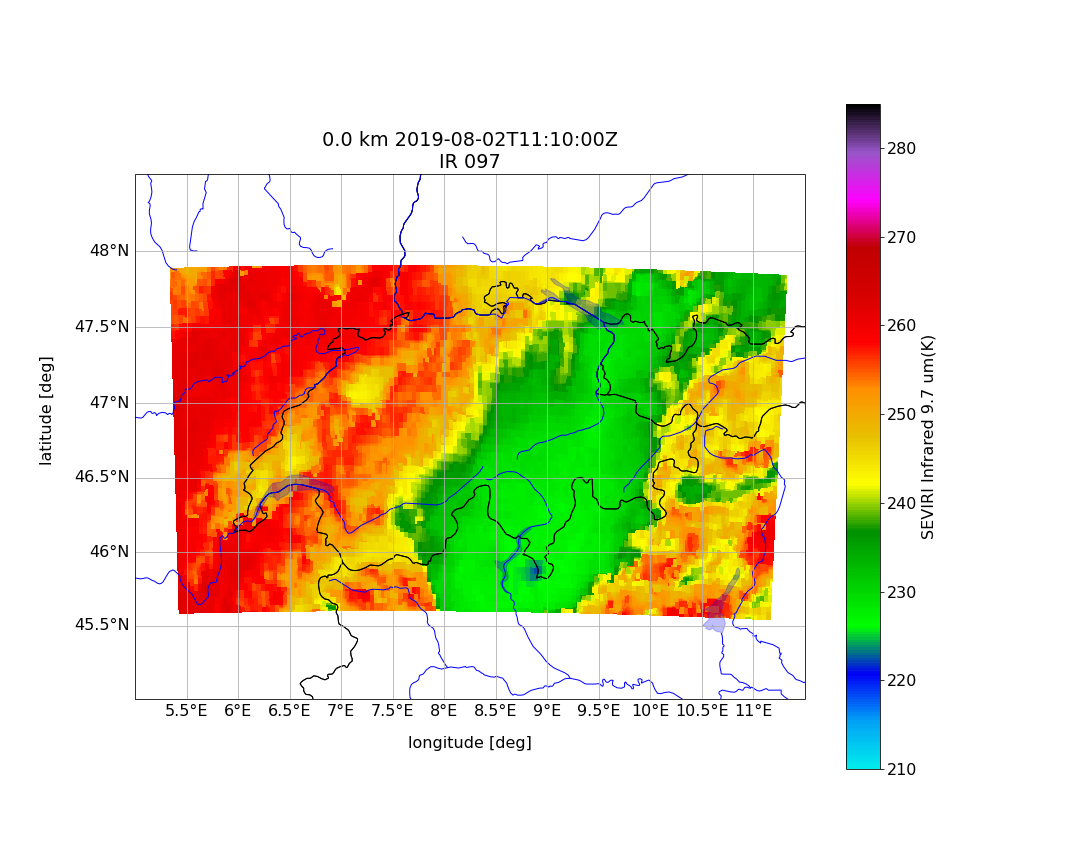 0.0 km 2019-08-02T11:10:00Z
IR 097
48°N
47.5°N
47°N
46.5°N
46°N
45.5°N
latitude [deg]
5.5°E 6°E 6.5°E 7°E 7.5°E 8°E 8.5°E 9°E 9.5°E 10°E 10.5°E 11°E
longitude [deg]
280
270
260
250
240
230
220
210
SEVIRI Infrared 9.7 um(K)